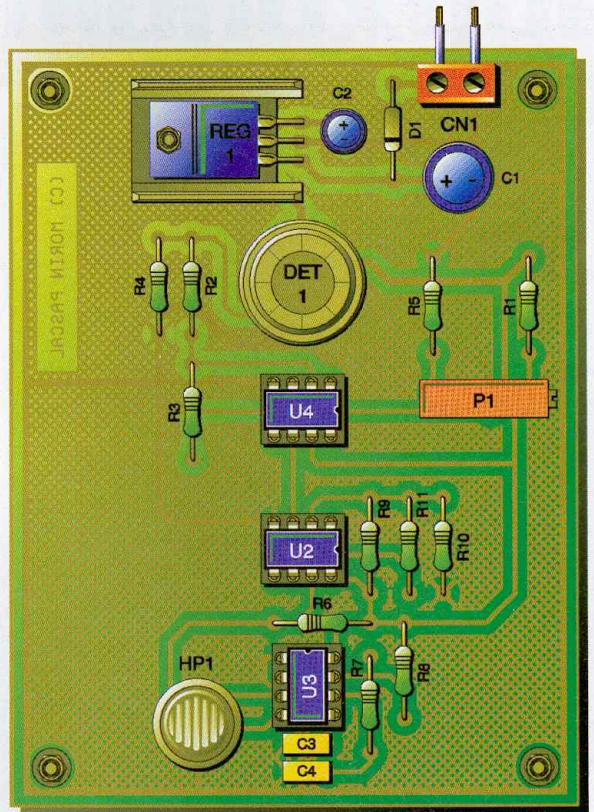 C2
D1
CN1
REG
1
+ -
C1
+ -
(C) MORIN PASCAL
DET
1
R4
R2
R5
R1
R3
U4
P1
R9
R11
R10
U2
R6
HP1
U3
R7
R8
C3
C4